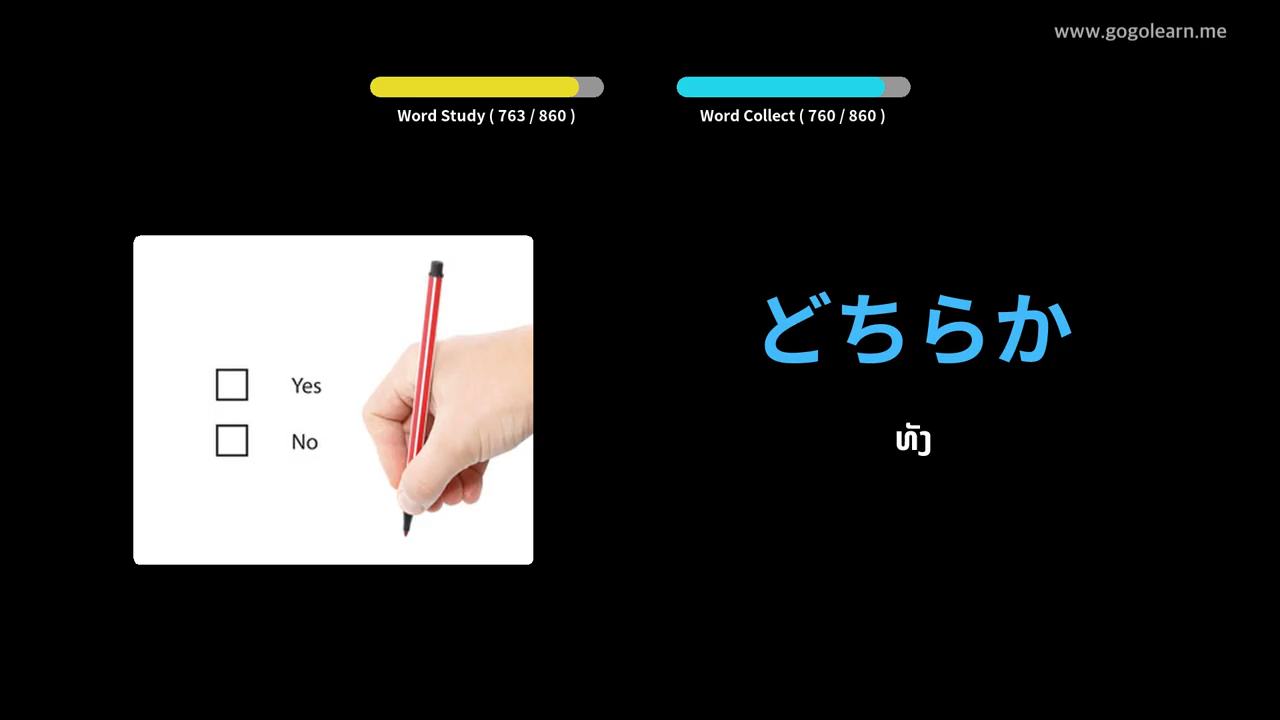 www.gogolearn.me
Word Study ( 763 / 860 )
Word Collect ( 760 / 860 )
Yes
No
どちらか
ທັງ